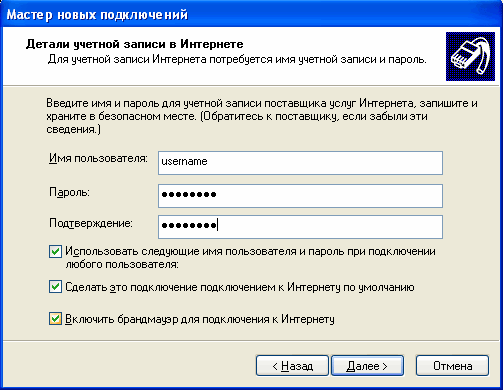 Мастер новых подключений
Детали учетной записи в Интернете
Для учетной записи Интернета потребуется имя учетной записи и пароль.
Введите имя и пароль для учетной записи поставщика услуг Интернета, запишите и
храните в безопасном месте. (Обратитесь к поставщику, если забыли эти
сведения.)
Имя пользователя: username
Пароль: ●●●●●●●●
Подтверждение: ●●●●●●●●
Использовать следующие имя пользователя и пароль при подключении
любого пользователя:
Сделать это подключение подключением к Интернету по умолчанию
Включить брандмауэр для подключения к Интернету
< Назад Далее > Отмена